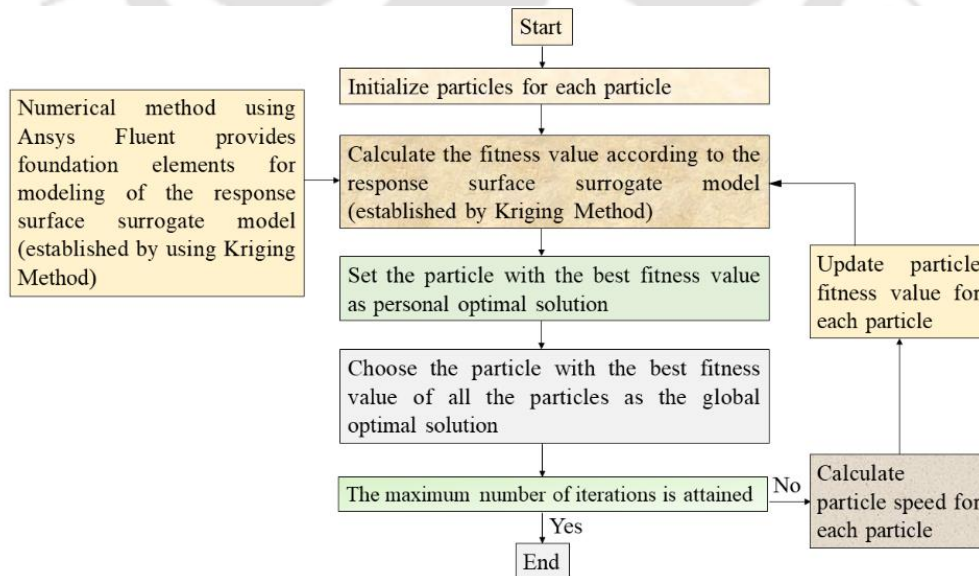 Start
Initialize particles for each particle
Numerical method using
Ansys Fluent provides
foundation elements for
modeling of the response
surface surrogate model
(established by using Kriging
Method)
Calculate the fitness value according to the
response surface surrogate model
(established by Kriging Method)
Set the particle with the best fitness value
as personal optimal solution
Update particle
fitness value for
each particle
Choose the particle with the best fitness
value of all the particles as the global
optimal solution
The maximum number of iterations is attained
No
Calculate
particle speed for
each particle
Yes
End